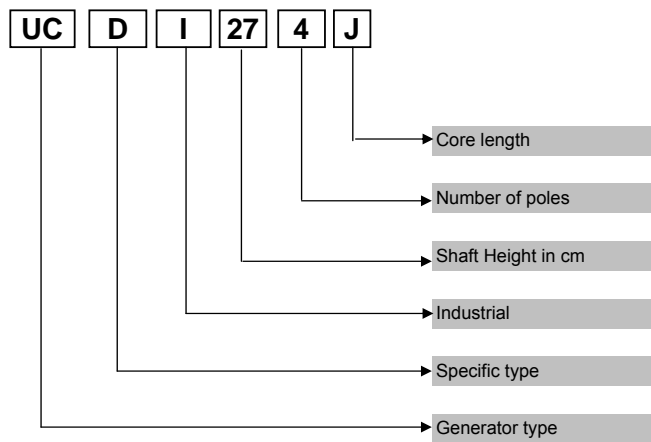 UC D I 27 4 J
Core length
Number of poles
Shaft Height in cm
Industrial
Specific type
Generator type